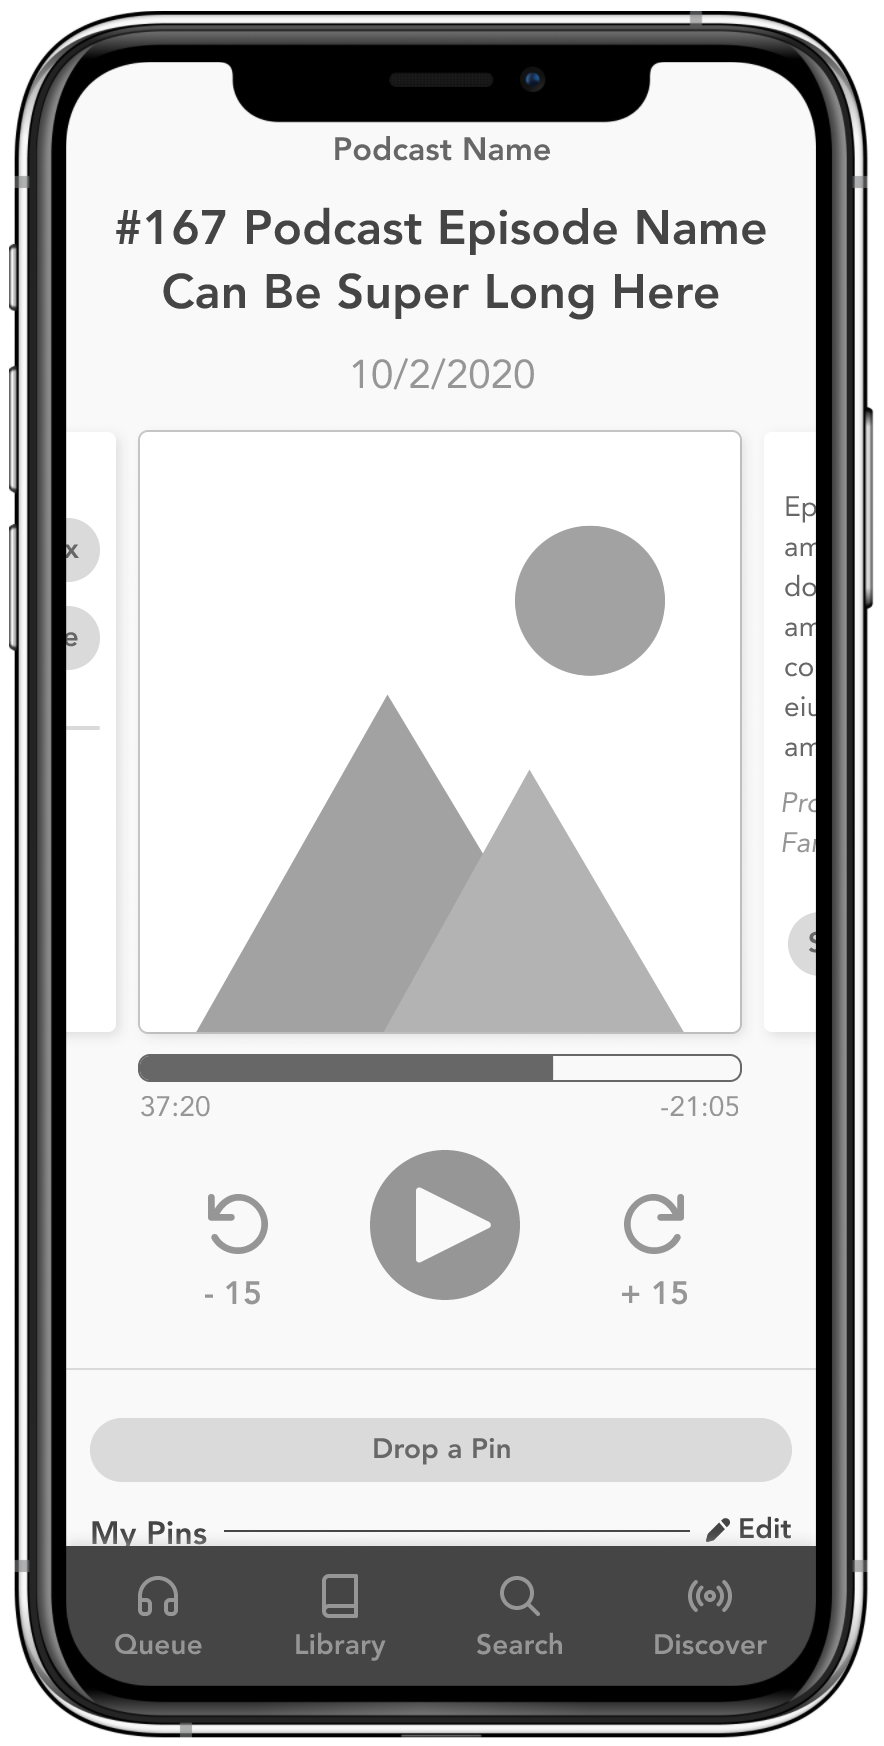 Podcast Name
#167 Podcast Episode Name
Can Be Super Long Here
10/2/2020
x
e
Ep
am
do
am
co
eiu
am
Pro
Far
S
37:20
-21:05
- 15
+ 15
Drop a Pin
My Pins
Edit
Queue
Library
Search
Discover